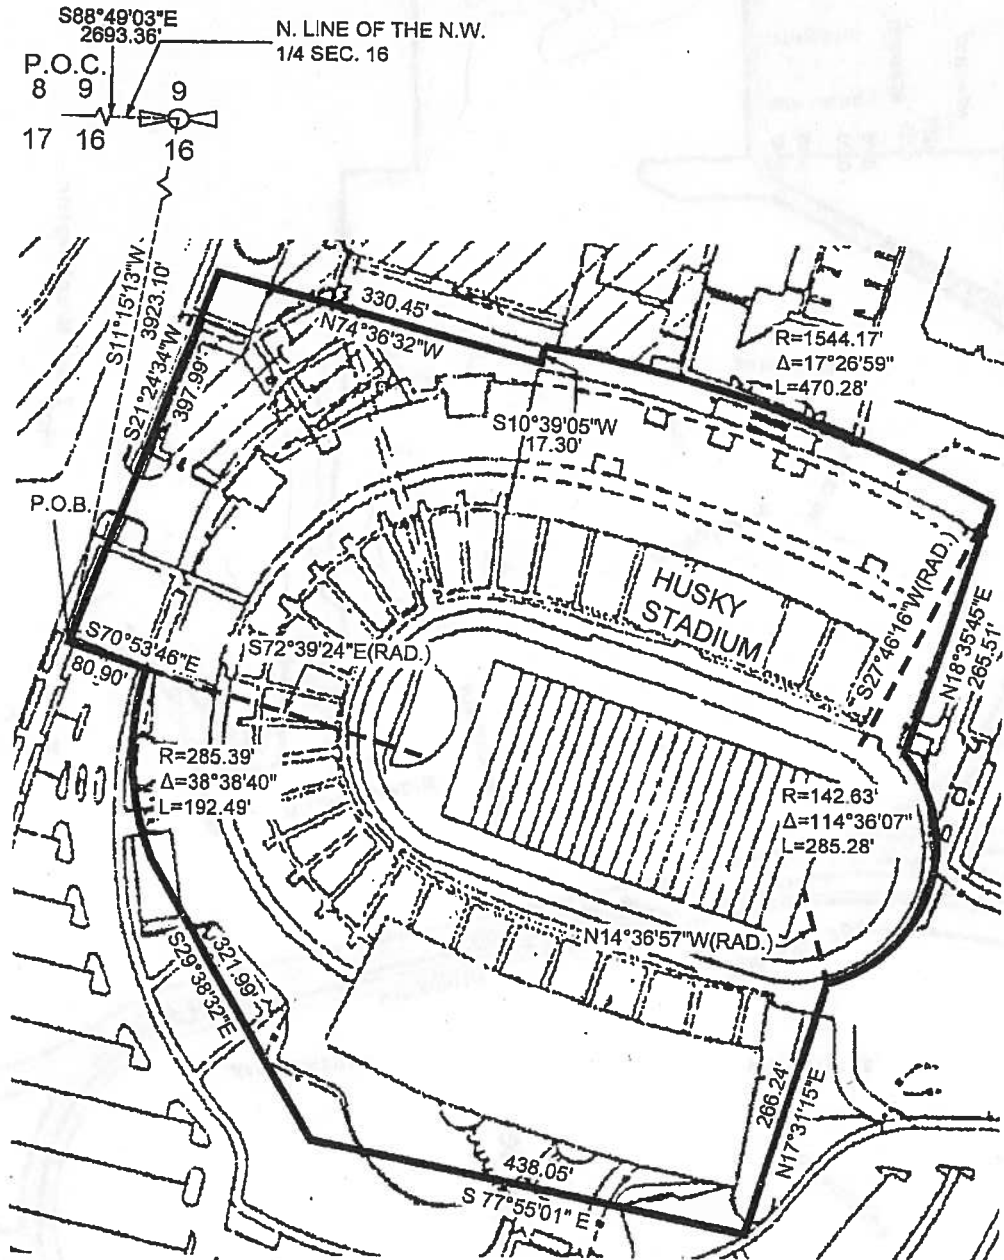 S88°49'03"E
2693.36'
N. LINE OF THE N.W.
1/4 SEC. 16
P.O.C.
8 9
9
17 16
16
S11°15'13"W
3923.10'
S21°24'34"W
397.99'
330.45'
N74°36'32"W
R=1544.17'
Δ=17°26'59"
L=470.28'
S10°39'05"W
17.30'
P.O.B.
HUSKY
STADIUM
S27°46'16"W(RAD.)
N18°35'45"E
265.51'
S70°53'46"E
80.90'
S72°39'24"E(RAD.)
R=285.39'
Δ=38°38'40"
L=192.49'
R=142.63'
Δ=114°36'07"
L=285.28'
N14°36'57"W(RAD.)
321.99'
S29°38'32"E
266.24'
N17°31'15"E
438.05'
S 77°55'01" E